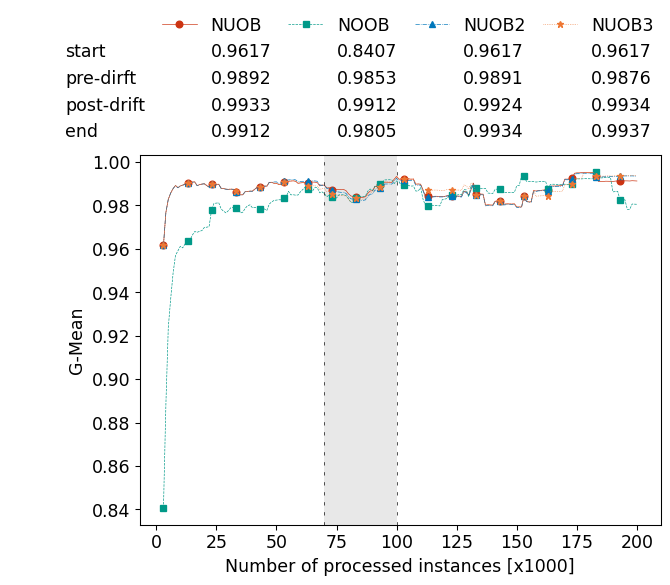 NUOB NOOB NUOB2 NUOB3
start 0.9617 0.8407 0.9617 0.9617
pre-dirft 0.9892 0.9853 0.9891 0.9876
post-drift 0.9933 0.9912 0.9924 0.9934
end 0.9912 0.9805 0.9934 0.9937
1.00
0.98
0.96
0.94
0.92
0.90
0.88
0.86
0.84
G-Mean
0 25 50 75 100 125 150 175 200
Number of processed instances [x1000]